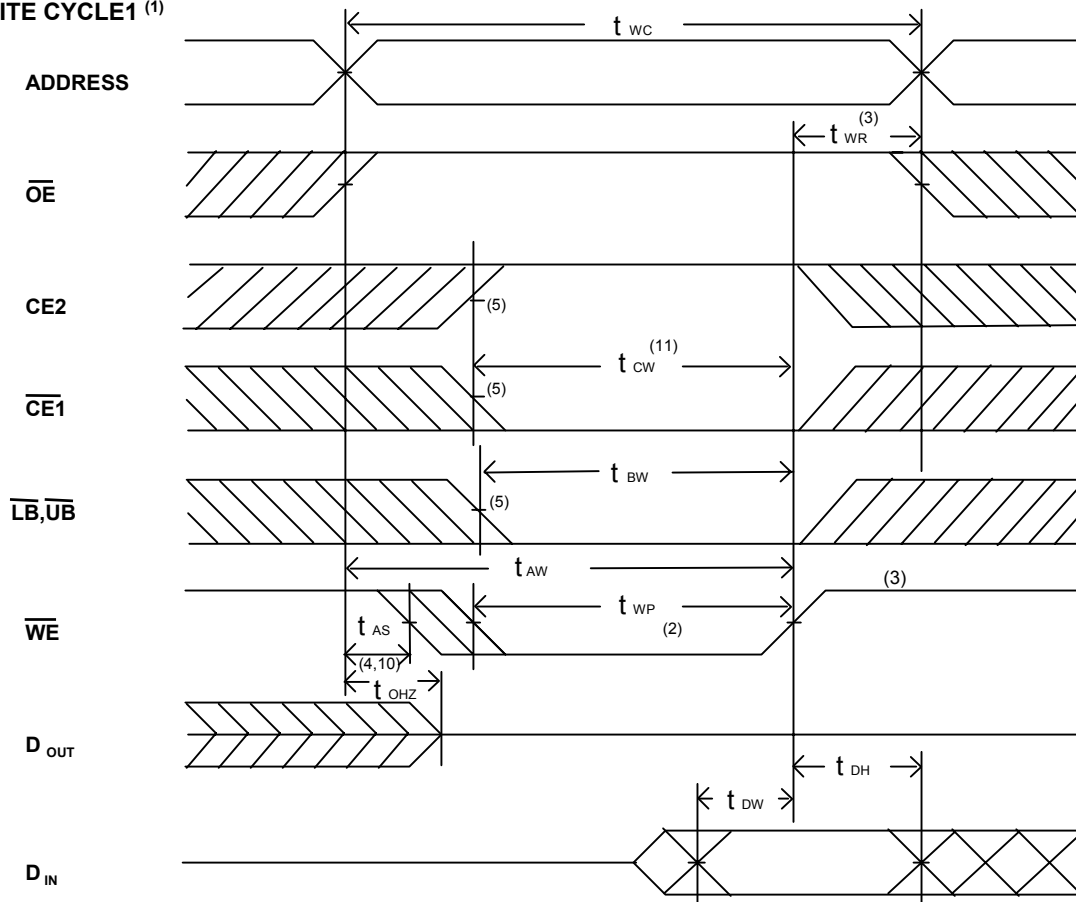 ITE CYCLE1 (1)
t WC
ADDRESS
t WR (3)
OE
CE2
(5)
t CW (11)
CE1
(5)
t BW
LB,UB
(5)
t AW
(3)
t WP
(2)
WE
t AS
(4,10)
t OHZ
D OUT
t DH
t DW
D IN